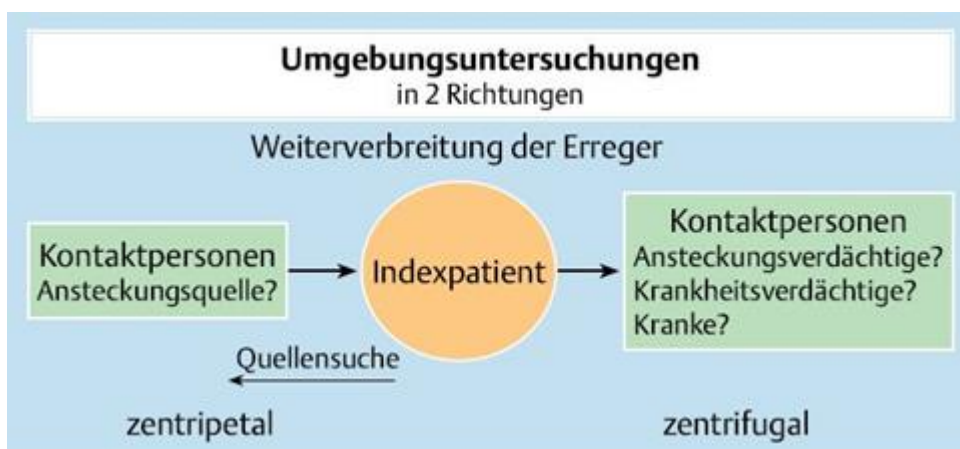 Umgebungsuntersuchungen
in 2 Richtungen
Weiterverbreitung der Erreger
Kontaktpersonen
Ansteckungsquelle?
Indexpatient
Kontaktpersonen
Ansteckungsverdächtige?
Krankheitsverdächtige?
Kranke?
Quellensuche
zentripetal
zentrifugal